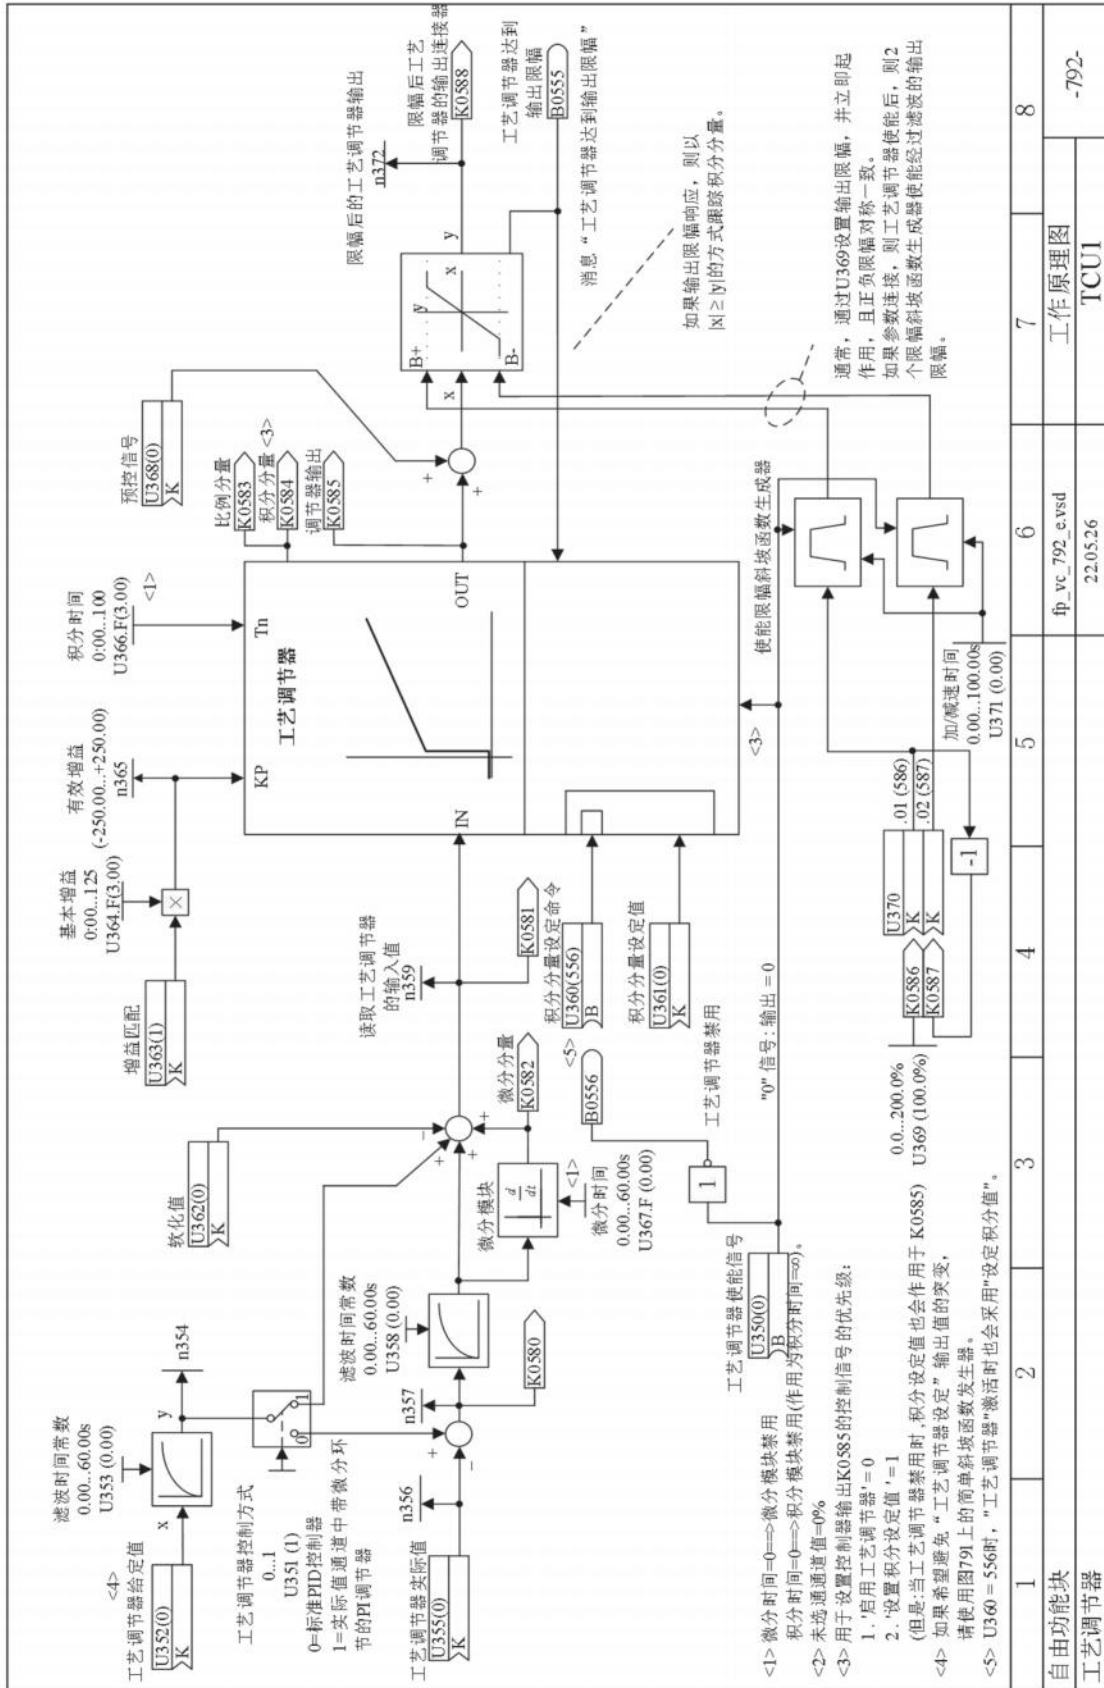 <4>
工艺调节器给定值
U352(0)
K
滤波时间常数
0.00...60.00s
U353 (0.00)
x
y
n354
工艺调节器控制方式
0...1
U351 (1)
0=标准PID控制器
1=实际值通道中带微分环
节的PI调节器
0
1
工艺调节器实际值
U355(0)
K
n356
+
−
n357
K0580
滤波时间常数
0.00...60.00s
U358 (0.00)
软化值
U362(0)
K
−
+
+
+
微分模块
d
dt
<1>
微分时间
0.00...60.00s
U367.F (0.00)
微分分量
K0582
读取工艺调节器
的输入值
n359
K0581
增益匹配
U363(1)
K
基本增益
0:00...125
U364.F(3.00)
×
有效增益
(-250.00...+250.00)
n365
积分时间
0:00...100
U366.F(3.00)
<1>
KP
Tn
工艺调节器
IN
OUT
积分分量设定命令
U360(556)
B
积分分量设定值
U361(0)
K
<3>
比例分量
K0583
积分分量 <3>
K0584
调节器输出
K0585
预控信号
U368(0)
K
+
+
x
B+
y
x
B-
y
限幅后的工艺调节器输出
n372
限幅后工艺
调节器的输出连接器
K0588
工艺调节器达到
输出限幅
B0555
消息“工艺调节器达到输出限幅”
如果输出限幅响应，则以
|x| ≥ |y|的方式跟踪积分分量。
工艺调节器使能信号
U350(0)
B
1
<5>
B0556
工艺调节器禁用
"0" 信号: 输出 = 0
使能限幅斜坡函数生成器
0.0...200.0%
U369 (100.0%)
K0586
K0587
U370
K
K
.01 (586)
.02 (587)
-1
加/减速时间
0.00...100.00s
U371 (0.00)
通常，通过U369设置输出限幅，并立即起
作用，且正负限幅对称一致。
如果参数连接，则工艺调节器使能后，则2
个限幅斜坡函数生成器使能经过滤波的输出
限幅。
<1> 微分时间=0==>微分模块禁用
积分时间=0==>积分模块禁用(作用为积分时间=∞)。
<2> 未选通通道值=0%
<3> 用于设置控制器输出K0585的控制信号的优先级：
1. '启用工艺调节器' = 0
2. '设置积分设定值' = 1
(但是:当工艺调节器禁用时,积分设定值也会作用于 K0585)
<4> 如果希望避免“工艺调节器设定”输出值的突变，
请使用图791上的简单斜坡函数发生器。
<5> U360 = 556时，"工艺调节器"激活时也会采用"设定积分值"。
1
2
3
4
5
6
7
8
自由功能块
工艺调节器
fp_vc_792_e.vsd
22.05.26
工作原理图
TCU1
-792-